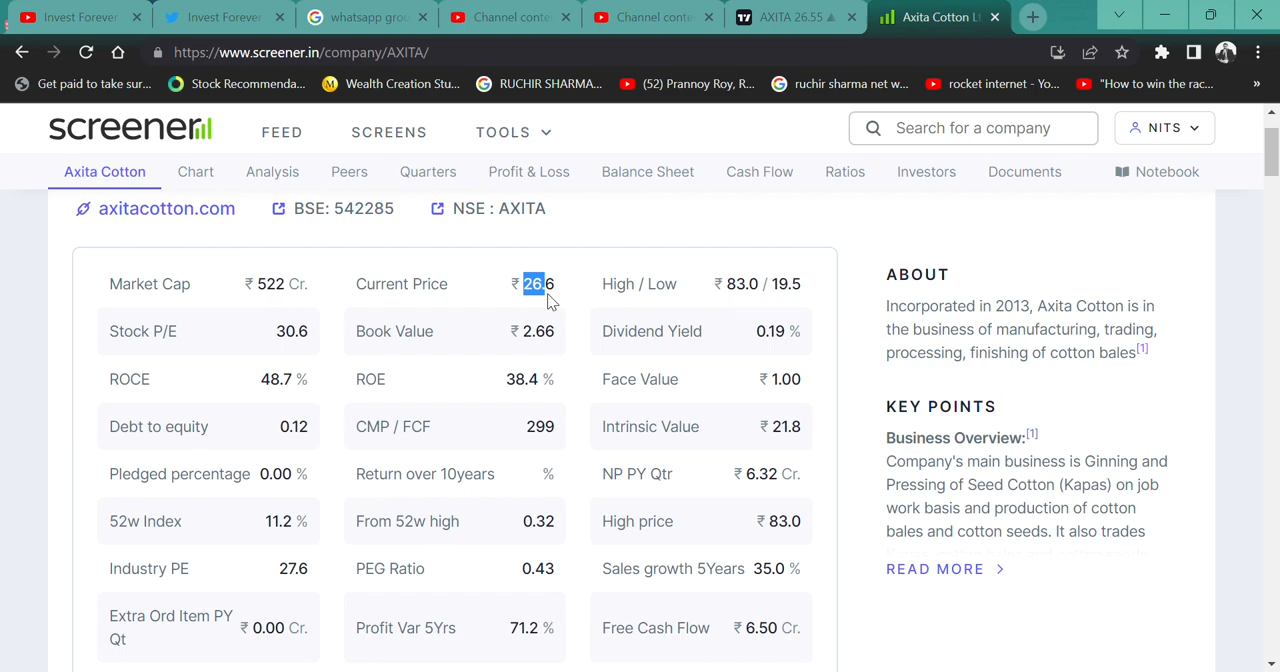 Invest Forever
Invest Forever
whatsapp grou
Channel conte
Channel conte
AXITA 26.55
Axita Cotton L
https://www.screener.in/company/AXITA/
Get paid to take sur...
Stock Recommenda...
Wealth Creation Stu...
RUCHIR SHARMA...
(52) Prannoy Roy, R...
ruchir sharma net w...
rocket internet - Yo...
"How to win the rac...
»
screener
FEED
SCREENS
TOOLS
Search for a company
NITS
Axita Cotton
Chart
Analysis
Peers
Quarters
Profit & Loss
Balance Sheet
Cash Flow
Ratios
Investors
Documents
Notebook
axitacotton.com
BSE: 542285
NSE : AXITA
Market Cap ₹ 522 Cr.
Current Price ₹ 26.6
High / Low ₹ 83.0 / 19.5
Stock P/E 30.6
Book Value ₹ 2.66
Dividend Yield 0.19 %
ROCE 48.7 %
ROE 38.4 %
Face Value ₹ 1.00
Debt to equity 0.12
CMP / FCF 299
Intrinsic Value ₹ 21.8
Pledged percentage 0.00 %
Return over 10years %
NP PY Qtr ₹ 6.32 Cr.
52w Index 11.2 %
From 52w high 0.32
High price ₹ 83.0
Industry PE 27.6
PEG Ratio 0.43
Sales growth 5Years 35.0 %
Extra Ord Item PY
Qt ₹ 0.00 Cr.
Profit Var 5Yrs 71.2 %
Free Cash Flow ₹ 6.50 Cr.
ABOUT
Incorporated in 2013, Axita Cotton is in
the business of manufacturing, trading,
processing, finishing of cotton bales[1]
KEY POINTS
Business Overview:[1]
Company's main business is Ginning and
Pressing of Seed Cotton (Kapas) on job
work basis and production of cotton
bales and cotton seeds. It also trades
READ MORE